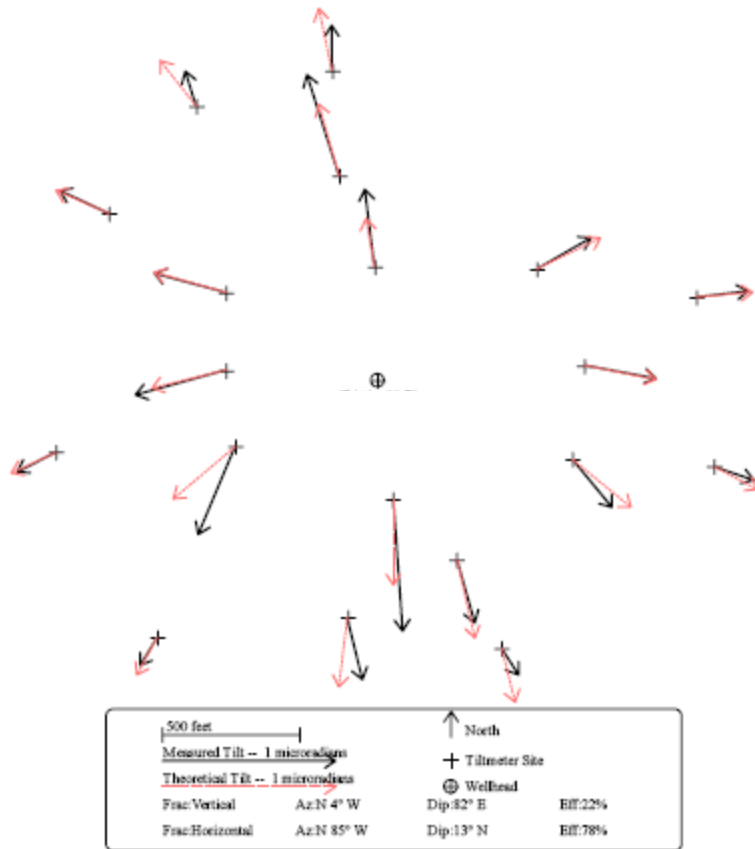 500 feet
North
Measured Tilt -- 1 microradians
Tiltmeter Site
Theoretical Tilt -- 1 microradians
Wellhead
Frac:Vertical Az:N 4° W Dip:82° E Eff:22%
Frac:Horizontal Az:N 85° W Dip:13° N Eff:78%